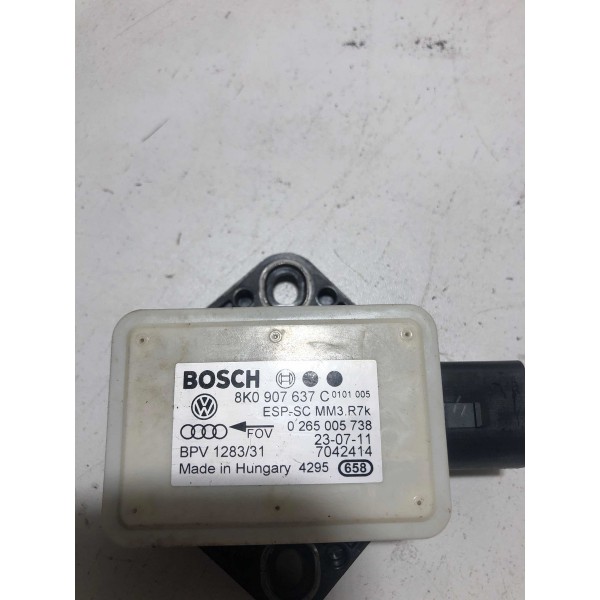 BOSCH
8K0 907 637 C 0101 005
ESP-SC MM3.R7k
FOV 0 265 005 738
23-07-11
BPV 1283/31 7042414
Made in Hungary 4295 658